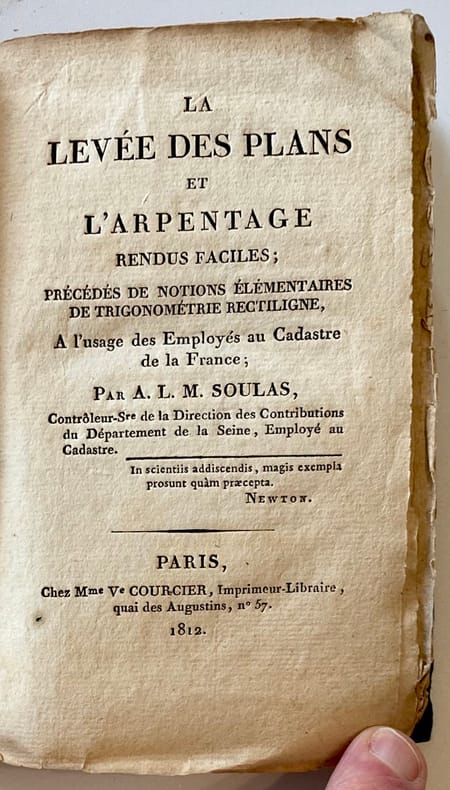 LA
LEVÉE DES PLANS
ET
L'ARPENTAGE
RENDUS FACILES;
PRÉCÉDÉS DE NOTIONS ÉLÉMENTAIRES
DE TRIGONOMÉTRIE RECTILIGNE,
A l'usage des Employés au Cadastre
de la France;
PAR A. L. M. SOULAS,
Contrôleur-Sre de la Direction des Contributions
du Département de la Seine, Employé au
Cadastre.
In scientiis addiscendis, magis exempla
prosunt quàm præcepta.
NEWTON.
PARIS,
Chez Mme Ve COURCIER, Imprimeur-Libraire,
quai des Augustins, no 57.
1812.